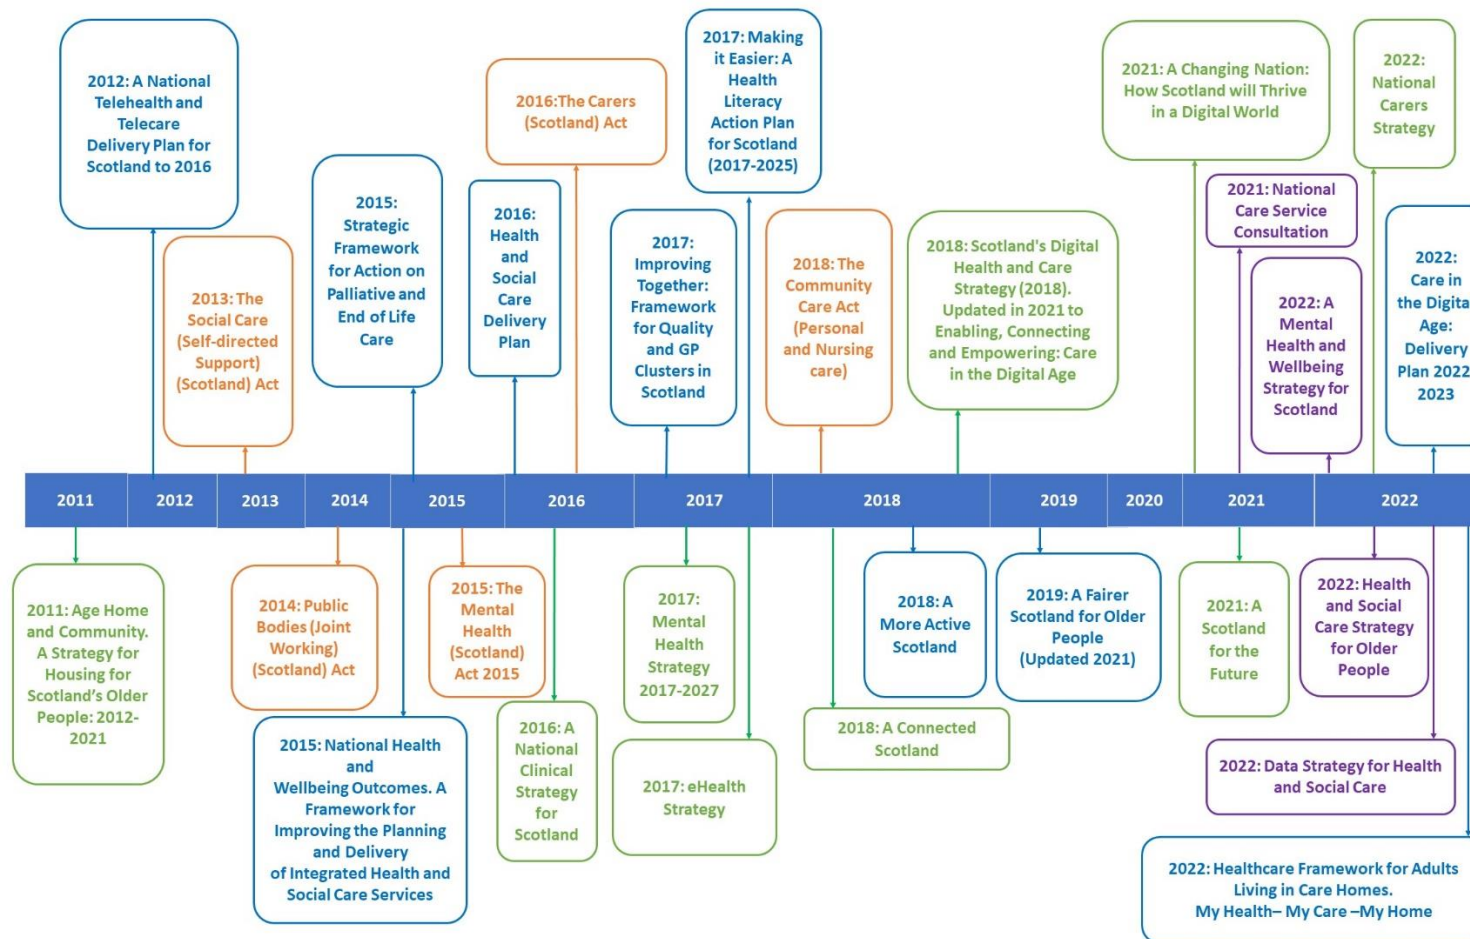 2012: A National
Telehealth and
Telecare
Delivery Plan for
Scotland to 2016
2013: The
Social Care
(Self-directed
Support)
(Scotland) Act
2015:
Strategic
Framework
for Action on
Palliative and
End of Life
Care
2016:The Carers
(Scotland) Act
2016:
Health
and
Social
Care
Delivery
Plan
2017: Making
it Easier: A
Health
Literacy
Action Plan
for Scotland
(2017-2025)
2017:
Improving
Together:
Framework
for Quality
and GP
Clusters in
Scotland
2018: The
Community
Care Act
(Personal
and Nursing
care)
2018: Scotland's Digital
Health and Care
Strategy (2018).
Updated in 2021 to
Enabling, Connecting
and Empowering: Care
in the Digital Age
2021: A Changing Nation:
How Scotland will Thrive
in a Digital World
2021: National
Care Service
Consultation
2022: A
Mental
Health and
Wellbeing
Strategy for
Scotland
2022:
National
Carers
Strategy
2022:
Care in
the Digital
Age:
Delivery
Plan 2022
2023
2011 2012 2013 2014 2015 2016 2017 2018 2019 2020 2021 2022
2011: Age Home
and Community.
A Strategy for
Housing for
Scotland’s Older
People: 2012-
2021
2014: Public
Bodies (Joint
Working)
(Scotland) Act
2015: National Health
and
Wellbeing Outcomes. A
Framework for
Improving the Planning
and Delivery
of Integrated Health and
Social Care Services
2015: The
Mental
Health
(Scotland)
Act 2015
2016: A
National
Clinical
Strategy
for
Scotland
2017:
Mental
Health
Strategy
2017-2027
2017: eHealth
Strategy
2018: A Connected
Scotland
2018: A
More Active
Scotland
2019: A Fairer
Scotland for Older
People
(Updated 2021)
2021: A
Scotland
for the
Future
2022: Health
and Social
Care Strategy
for Older
People
2022: Data Strategy for Health
and Social Care
2022: Healthcare Framework for Adults
Living in Care Homes.
My Health– My Care –My Home